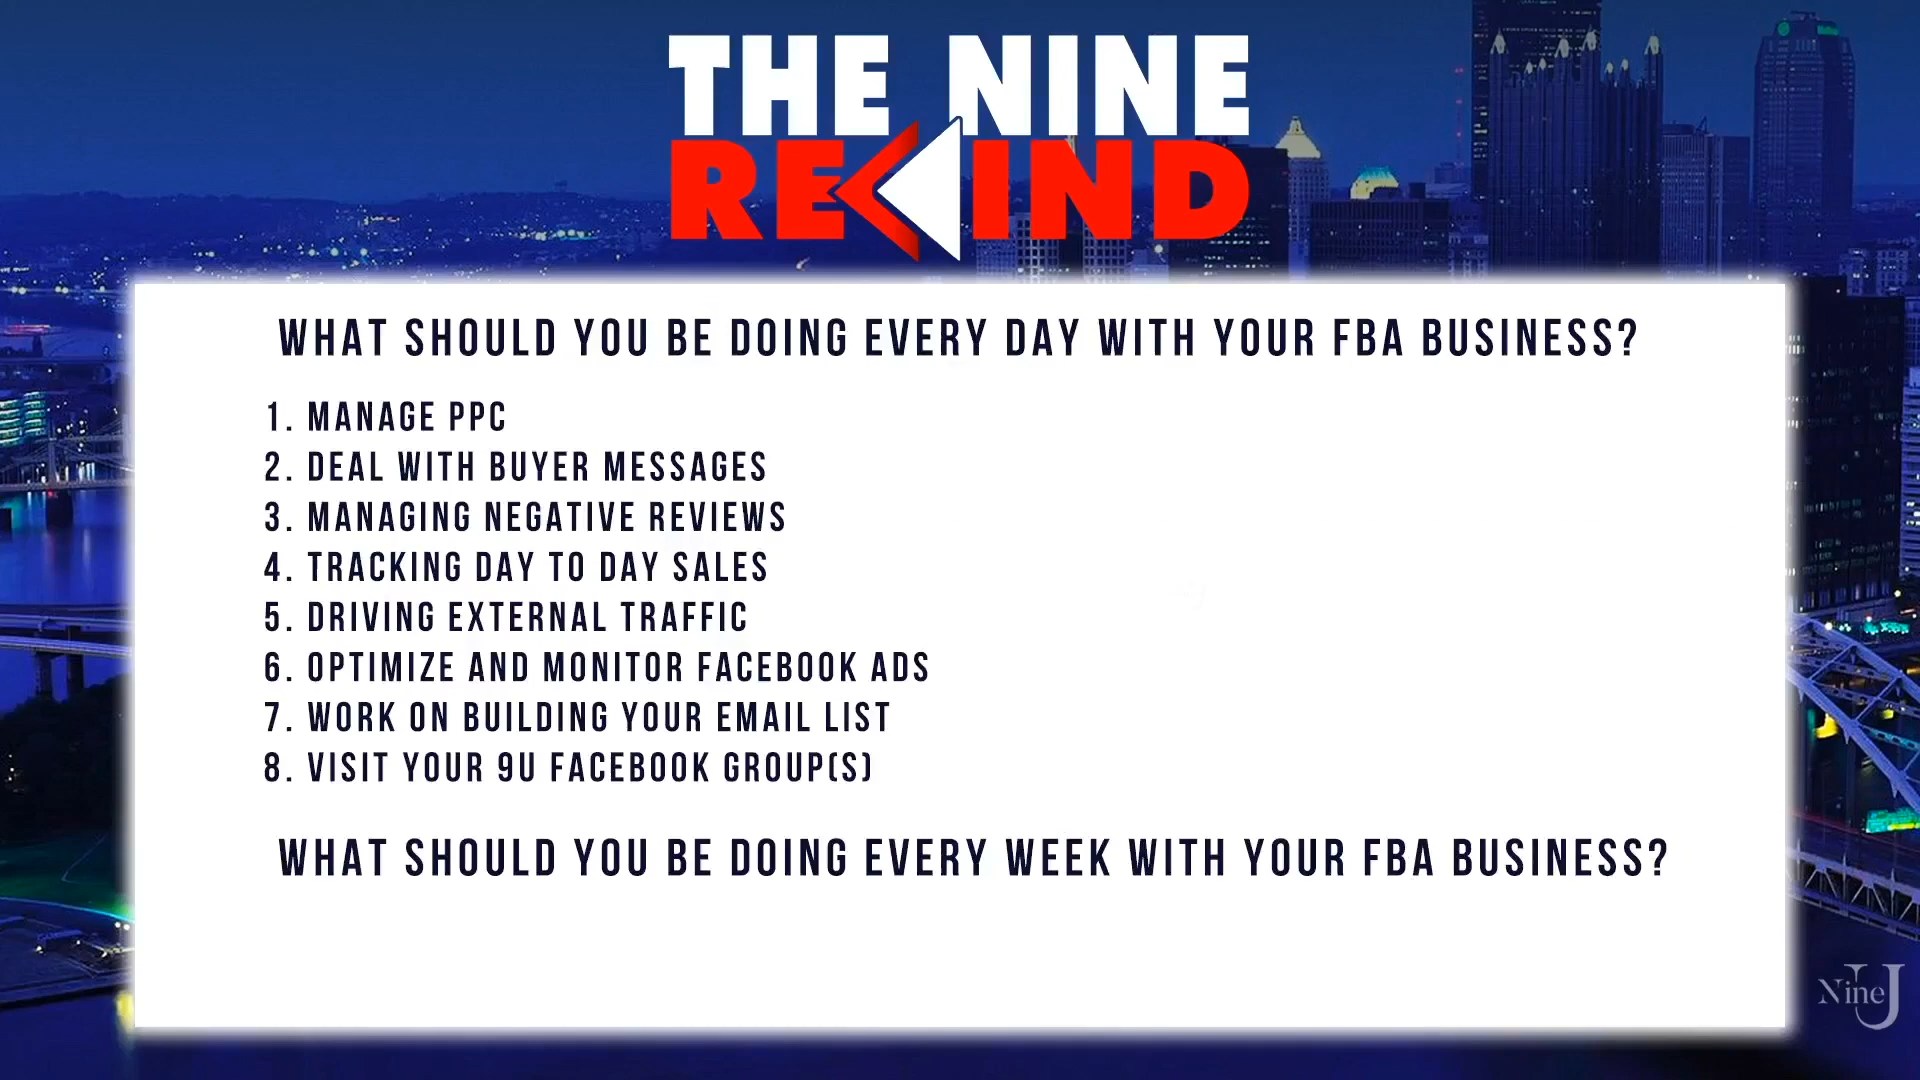 THE NINE
REWIND
WHAT SHOULD YOU BE DOING EVERY DAY WITH YOUR FBA BUSINESS?
1. MANAGE PPC
2. DEAL WITH BUYER MESSAGES
3. MANAGING NEGATIVE REVIEWS
4. TRACKING DAY TO DAY SALES
5. DRIVING EXTERNAL TRAFFIC
6. OPTIMIZE AND MONITOR FACEBOOK ADS
7. WORK ON BUILDING YOUR EMAIL LIST
8. VISIT YOUR 9U FACEBOOK GROUP(S)
WHAT SHOULD YOU BE DOING EVERY WEEK WITH YOUR FBA BUSINESS?
Nine U